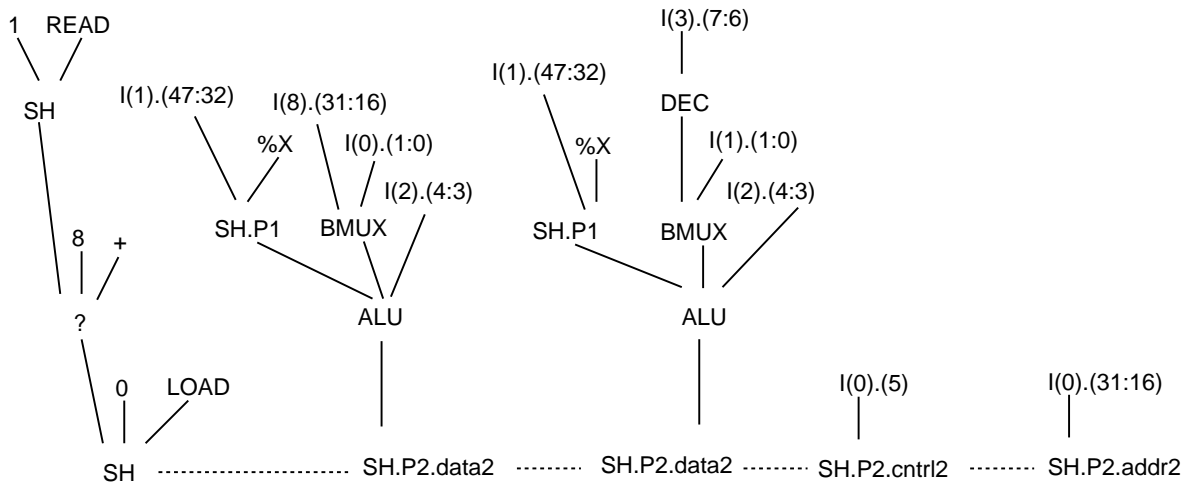 1 READ I(3).(7:6)
I(1).(47:32) I(8).(31:16) I(1).(47:32) DEC
SH %X I(0).(1:0) %X I(1).(1:0)
I(2).(4:3) I(2).(4:3)
8 + SH.P1 BMUX SH.P1 BMUX
? ALU ALU
0 LOAD I(0).(5) I(0).(31:16)
SH SH.P2.data2 SH.P2.data2 SH.P2.cntrl2 SH.P2.addr2